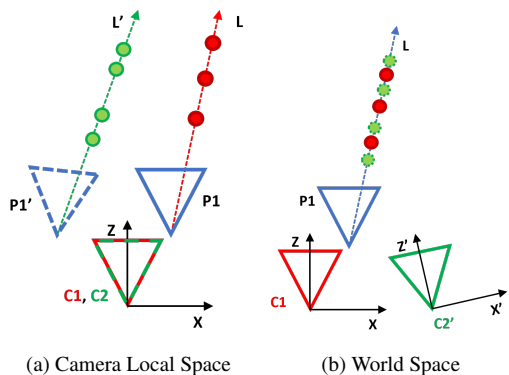 L’
L
L
P1’
P1
P1
Z
Z
Z’
C1, C2
C1
C2’
X
X
X’
(a) Camera Local Space
(b) World Space